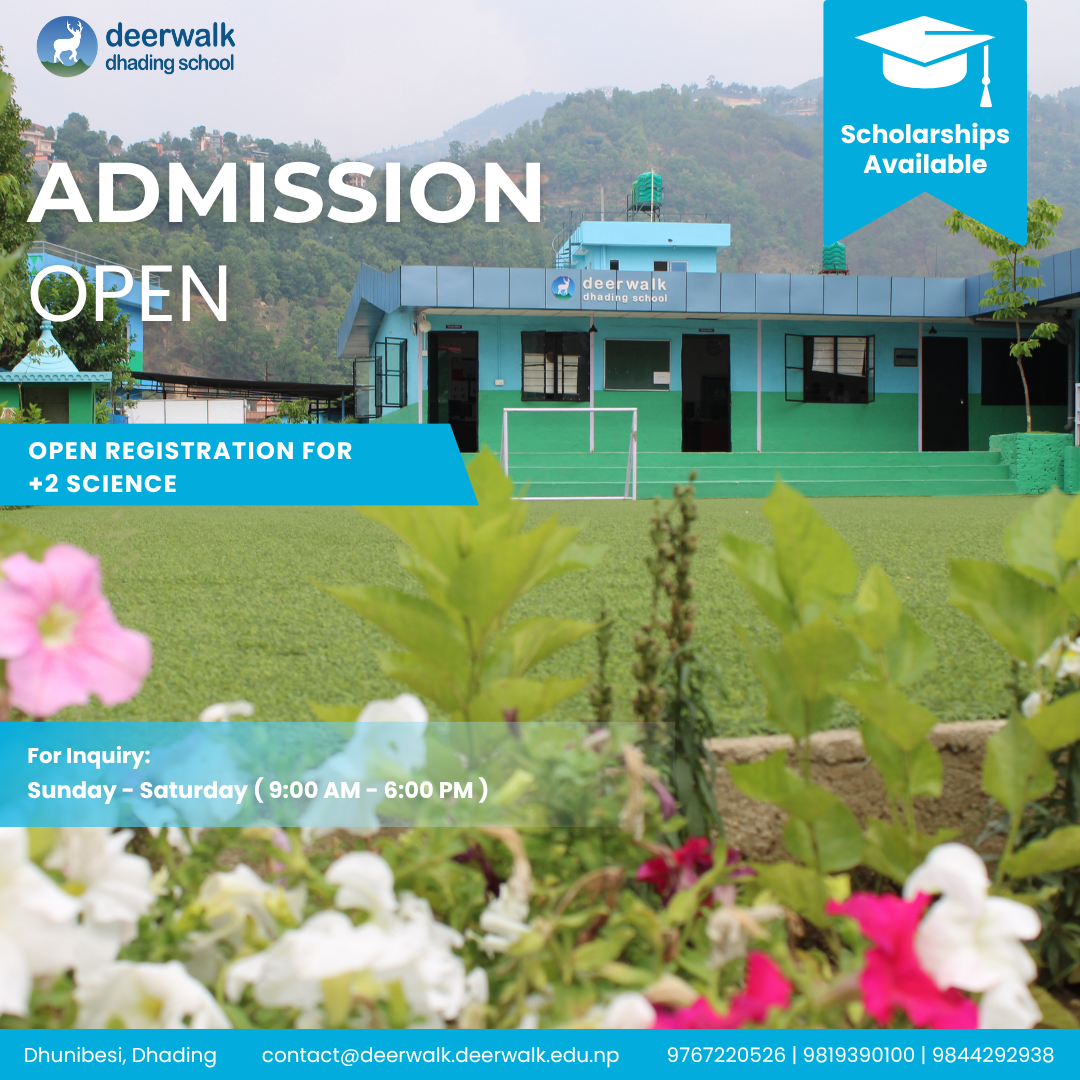 deerwalk
dhading school
Scholarships
Available
ADMISSION
OPEN
deerwalk
dhading school
OPEN REGISTRATION FOR
+2 SCIENCE
For Inquiry:
Sunday - Saturday ( 9:00 AM - 6:00 PM )
Dhunibesi, Dhading contact@deerwalk.deerwalk.edu.np 9767220526 | 9819390100 | 9844292938